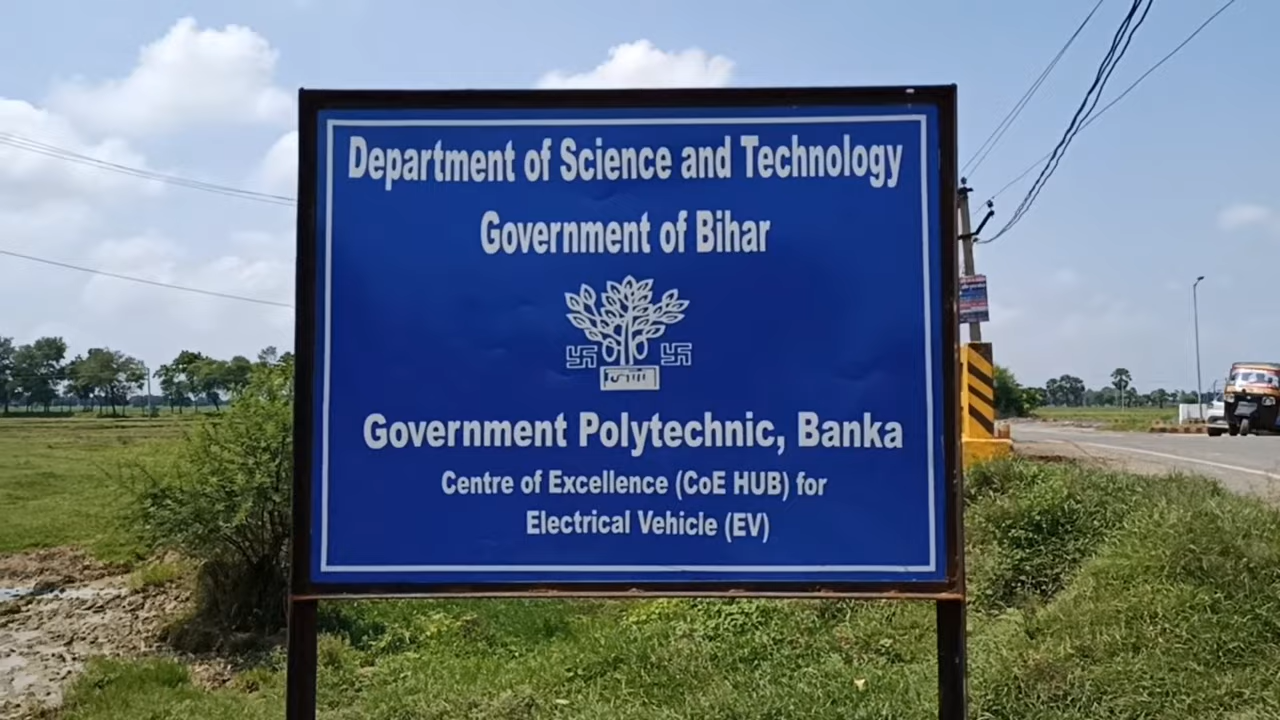 Department of Science and Technology
Government of Bihar
Government Polytechnic, Banka
Centre of Excellence (CoE HUB) for
Electrical Vehicle (EV)